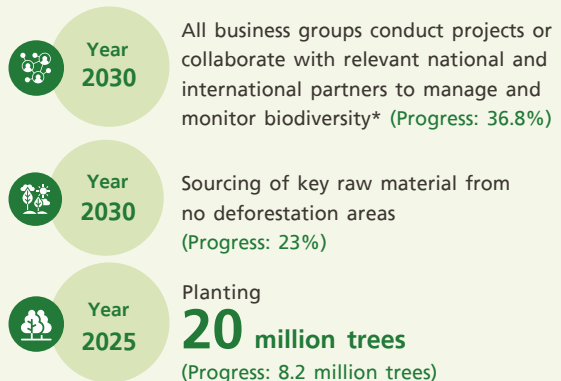 Year
2030
All business groups conduct projects or
collaborate with relevant national and
international partners to manage and
monitor biodiversity* (Progress: 36.8%)
Year
2030
Sourcing of key raw material from
no deforestation areas
(Progress: 23%)
Year
2025
Planting
20 million trees
(Progress: 8.2 million trees)